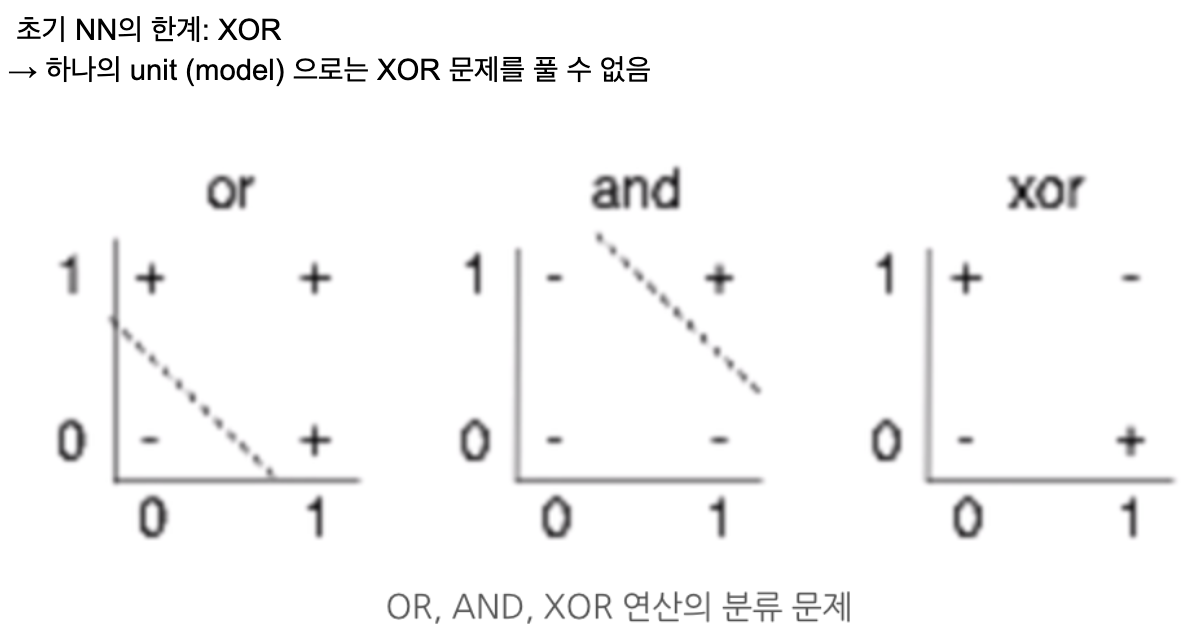 초기 NN의 한계: XOR
→ 하나의 unit (model) 으로는 XOR 문제를 풀 수 없음
or and xor
1 + + 1 - + 1 + -
0 - + 0 - - 0 - +
0 1 0 1 0 1
OR, AND, XOR 연산의 분류 문제